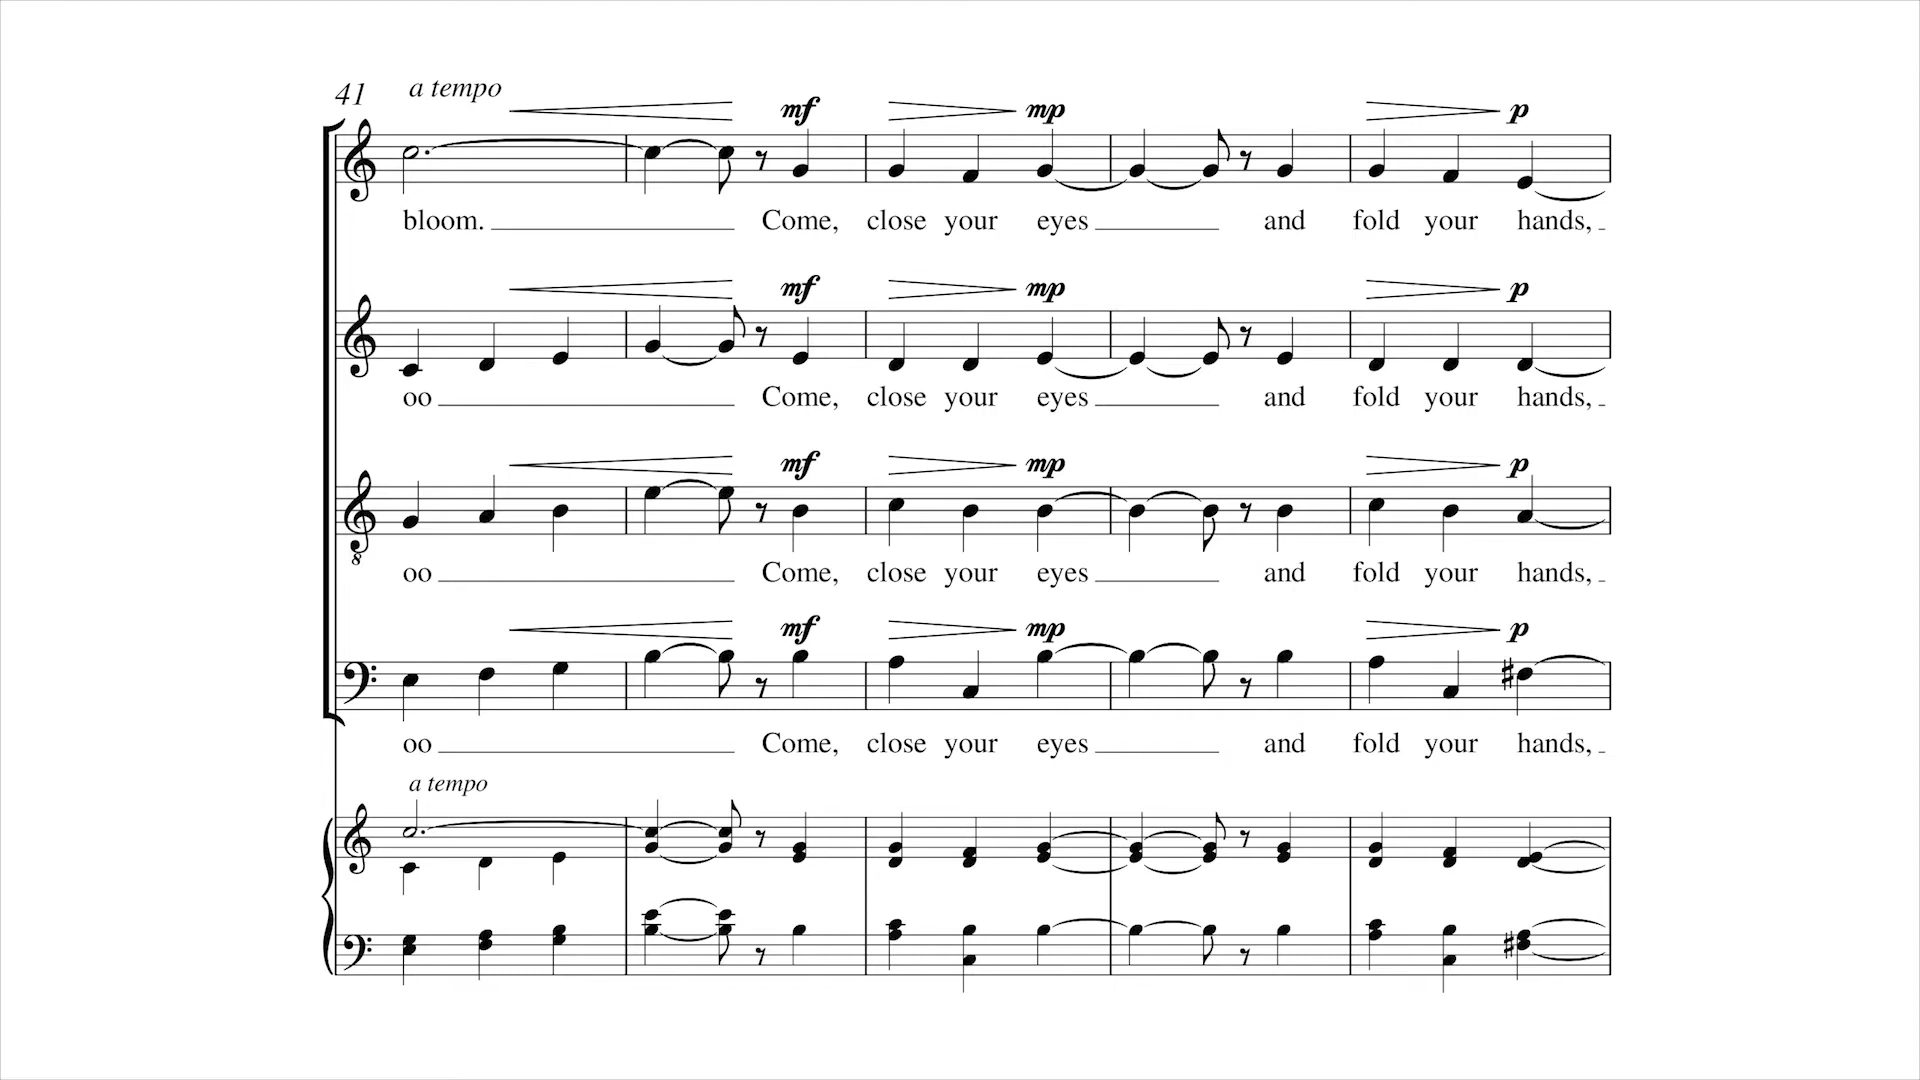 41 a tempo
mf mp p
bloom. Come, close your eyes and fold your hands,
mf mp p
oo Come, close your eyes and fold your hands,
mf mp p
8
oo Come, close your eyes and fold your hands,
mf mp p
oo Come, close your eyes and fold your hands,
a tempo